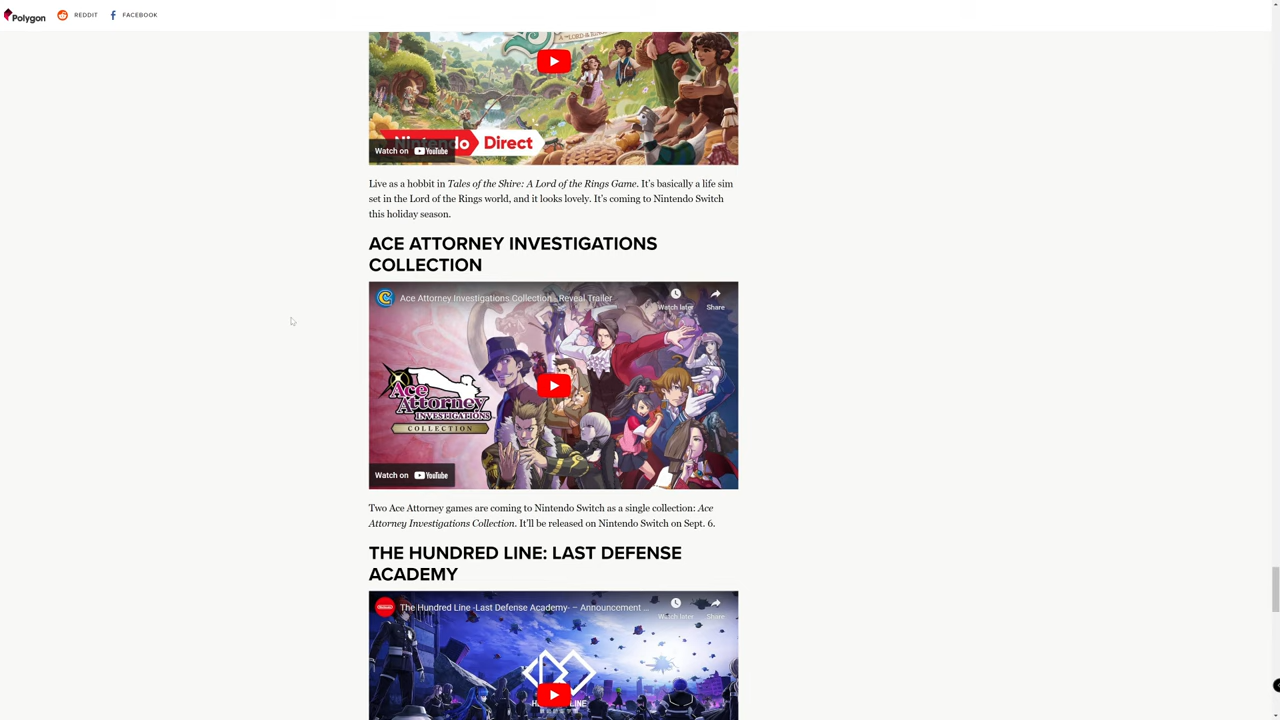 Polygon REDDIT FACEBOOK
A LORD OF THE RINGS
Nintendo Direct
Watch on YouTube
Live as a hobbit in Tales of the Shire: A Lord of the Rings Game. It’s basically a life sim
set in the Lord of the Rings world, and it looks lovely. It’s coming to Nintendo Switch
this holiday season.
ACE ATTORNEY INVESTIGATIONS
COLLECTION
Ace Attorney Investigations Collection - Reveal Trailer
Watch later Share
Ace
Attorney
INVESTIGATIONS
COLLECTION
Watch on YouTube
Two Ace Attorney games are coming to Nintendo Switch as a single collection: Ace
Attorney Investigations Collection. It’ll be released on Nintendo Switch on Sept. 6.
THE HUNDRED LINE: LAST DEFENSE
ACADEMY
The Hundred Line -Last Defense Academy- – Announcement ...
Watch later Share